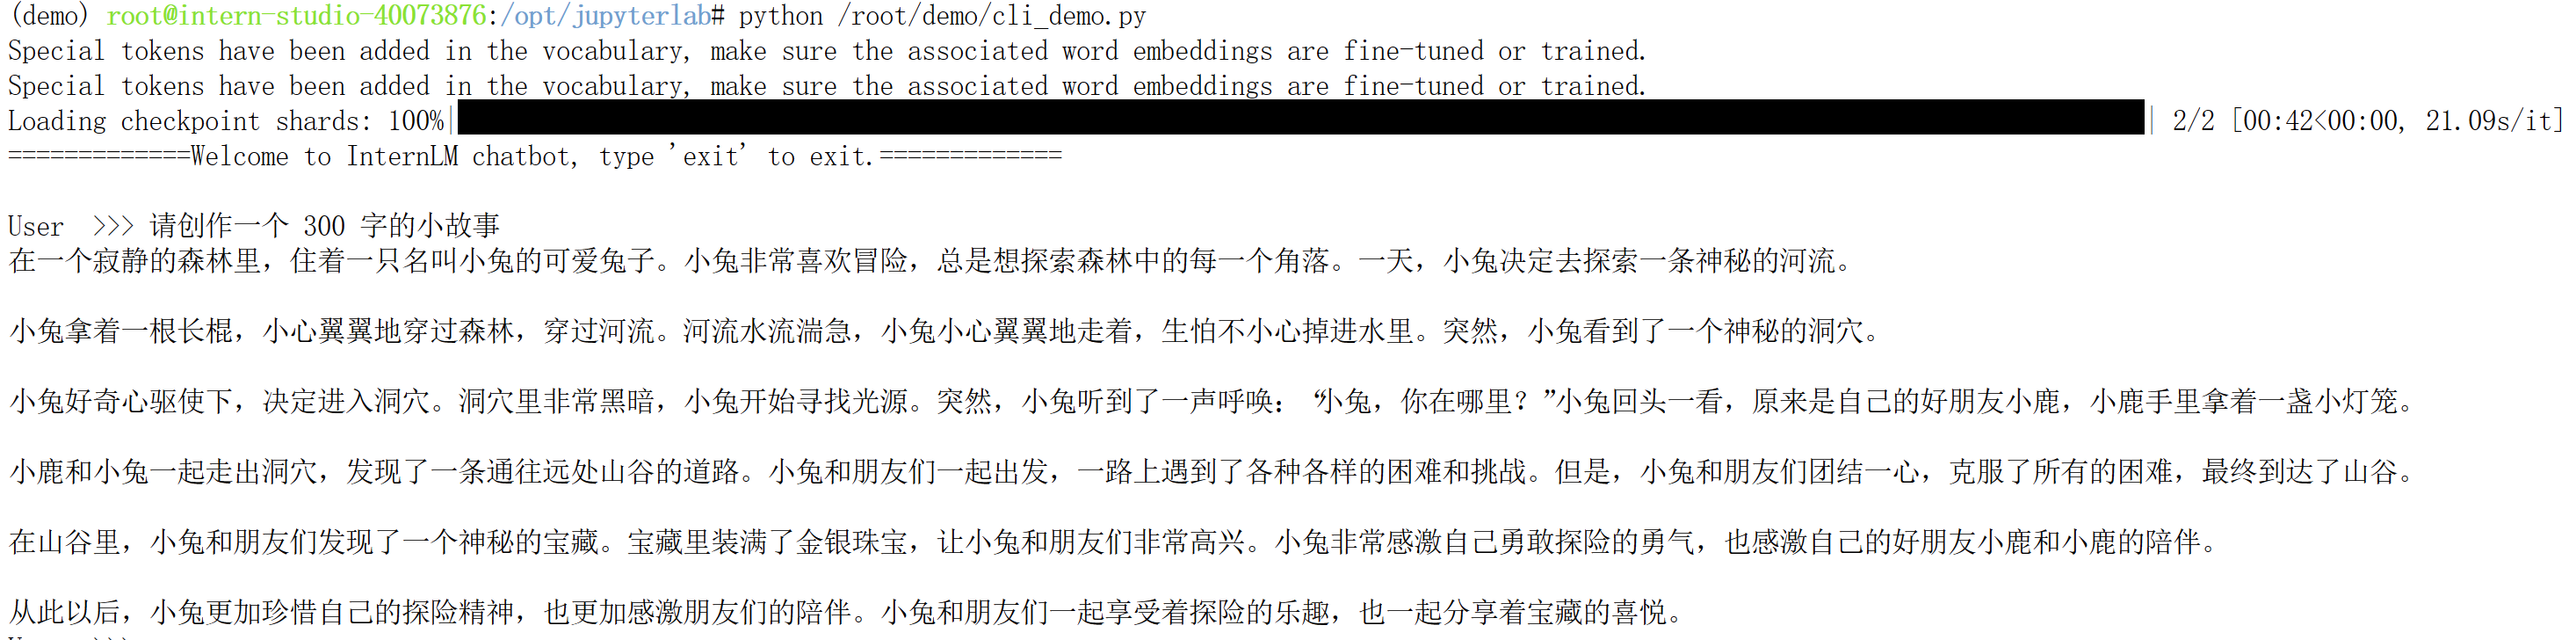 (demo) root@intern-studio-40073876:/opt/jupyterlab# python /root/demo/cli_demo.py
Special tokens have been added in the vocabulary, make sure the associated word embeddings are fine-tuned or trained.
Special tokens have been added in the vocabulary, make sure the associated word embeddings are fine-tuned or trained.
Loading checkpoint shards: 100%|| 2/2 [00:42<00:00, 21.09s/it]
=============Welcome to InternLM chatbot, type 'exit' to exit.=============
User  >>> 请创作一个 300 字的小故事
在一个寂静的森林里，住着一只名叫小兔的可爱兔子。小兔非常喜欢冒险，总是想探索森林中的每一个角落。一天，小兔决定去探索一条神秘的河流。
小兔拿着一根长棍，小心翼翼地穿过森林，穿过河流。河流水流湍急，小兔小心翼翼地走着，生怕不小心掉进水里。突然，小兔看到了一个神秘的洞穴。
小兔好奇心驱使下，决定进入洞穴。洞穴里非常黑暗，小兔开始寻找光源。突然，小兔听到了一声呼唤：“小兔，你在哪里？”小兔回头一看，原来是自己的好朋友小鹿，小鹿手里拿着一盏小灯笼。
小鹿和小兔一起走出洞穴，发现了一条通往远处山谷的道路。小兔和朋友们一起出发，一路上遇到了各种各样的困难和挑战。但是，小兔和朋友们团结一心，克服了所有的困难，最终到达了山谷。
在山谷里，小兔和朋友们发现了一个神秘的宝藏。宝藏里装满了金银珠宝，让小兔和朋友们非常高兴。小兔非常感激自己勇敢探险的勇气，也感激自己的好朋友小鹿和小鹿的陪伴。
从此以后，小兔更加珍惜自己的探险精神，也更加感激朋友们的陪伴。小兔和朋友们一起享受着探险的乐趣，也一起分享着宝藏的喜悦。